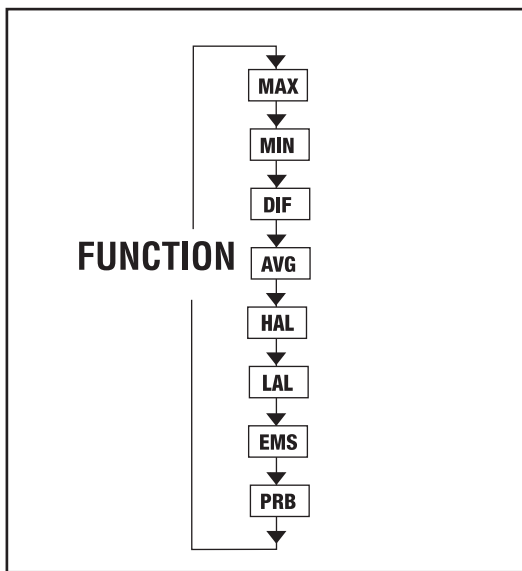 MAX
MIN
DIF
FUNCTION
AVG
HAL
LAL
EMS
PRB